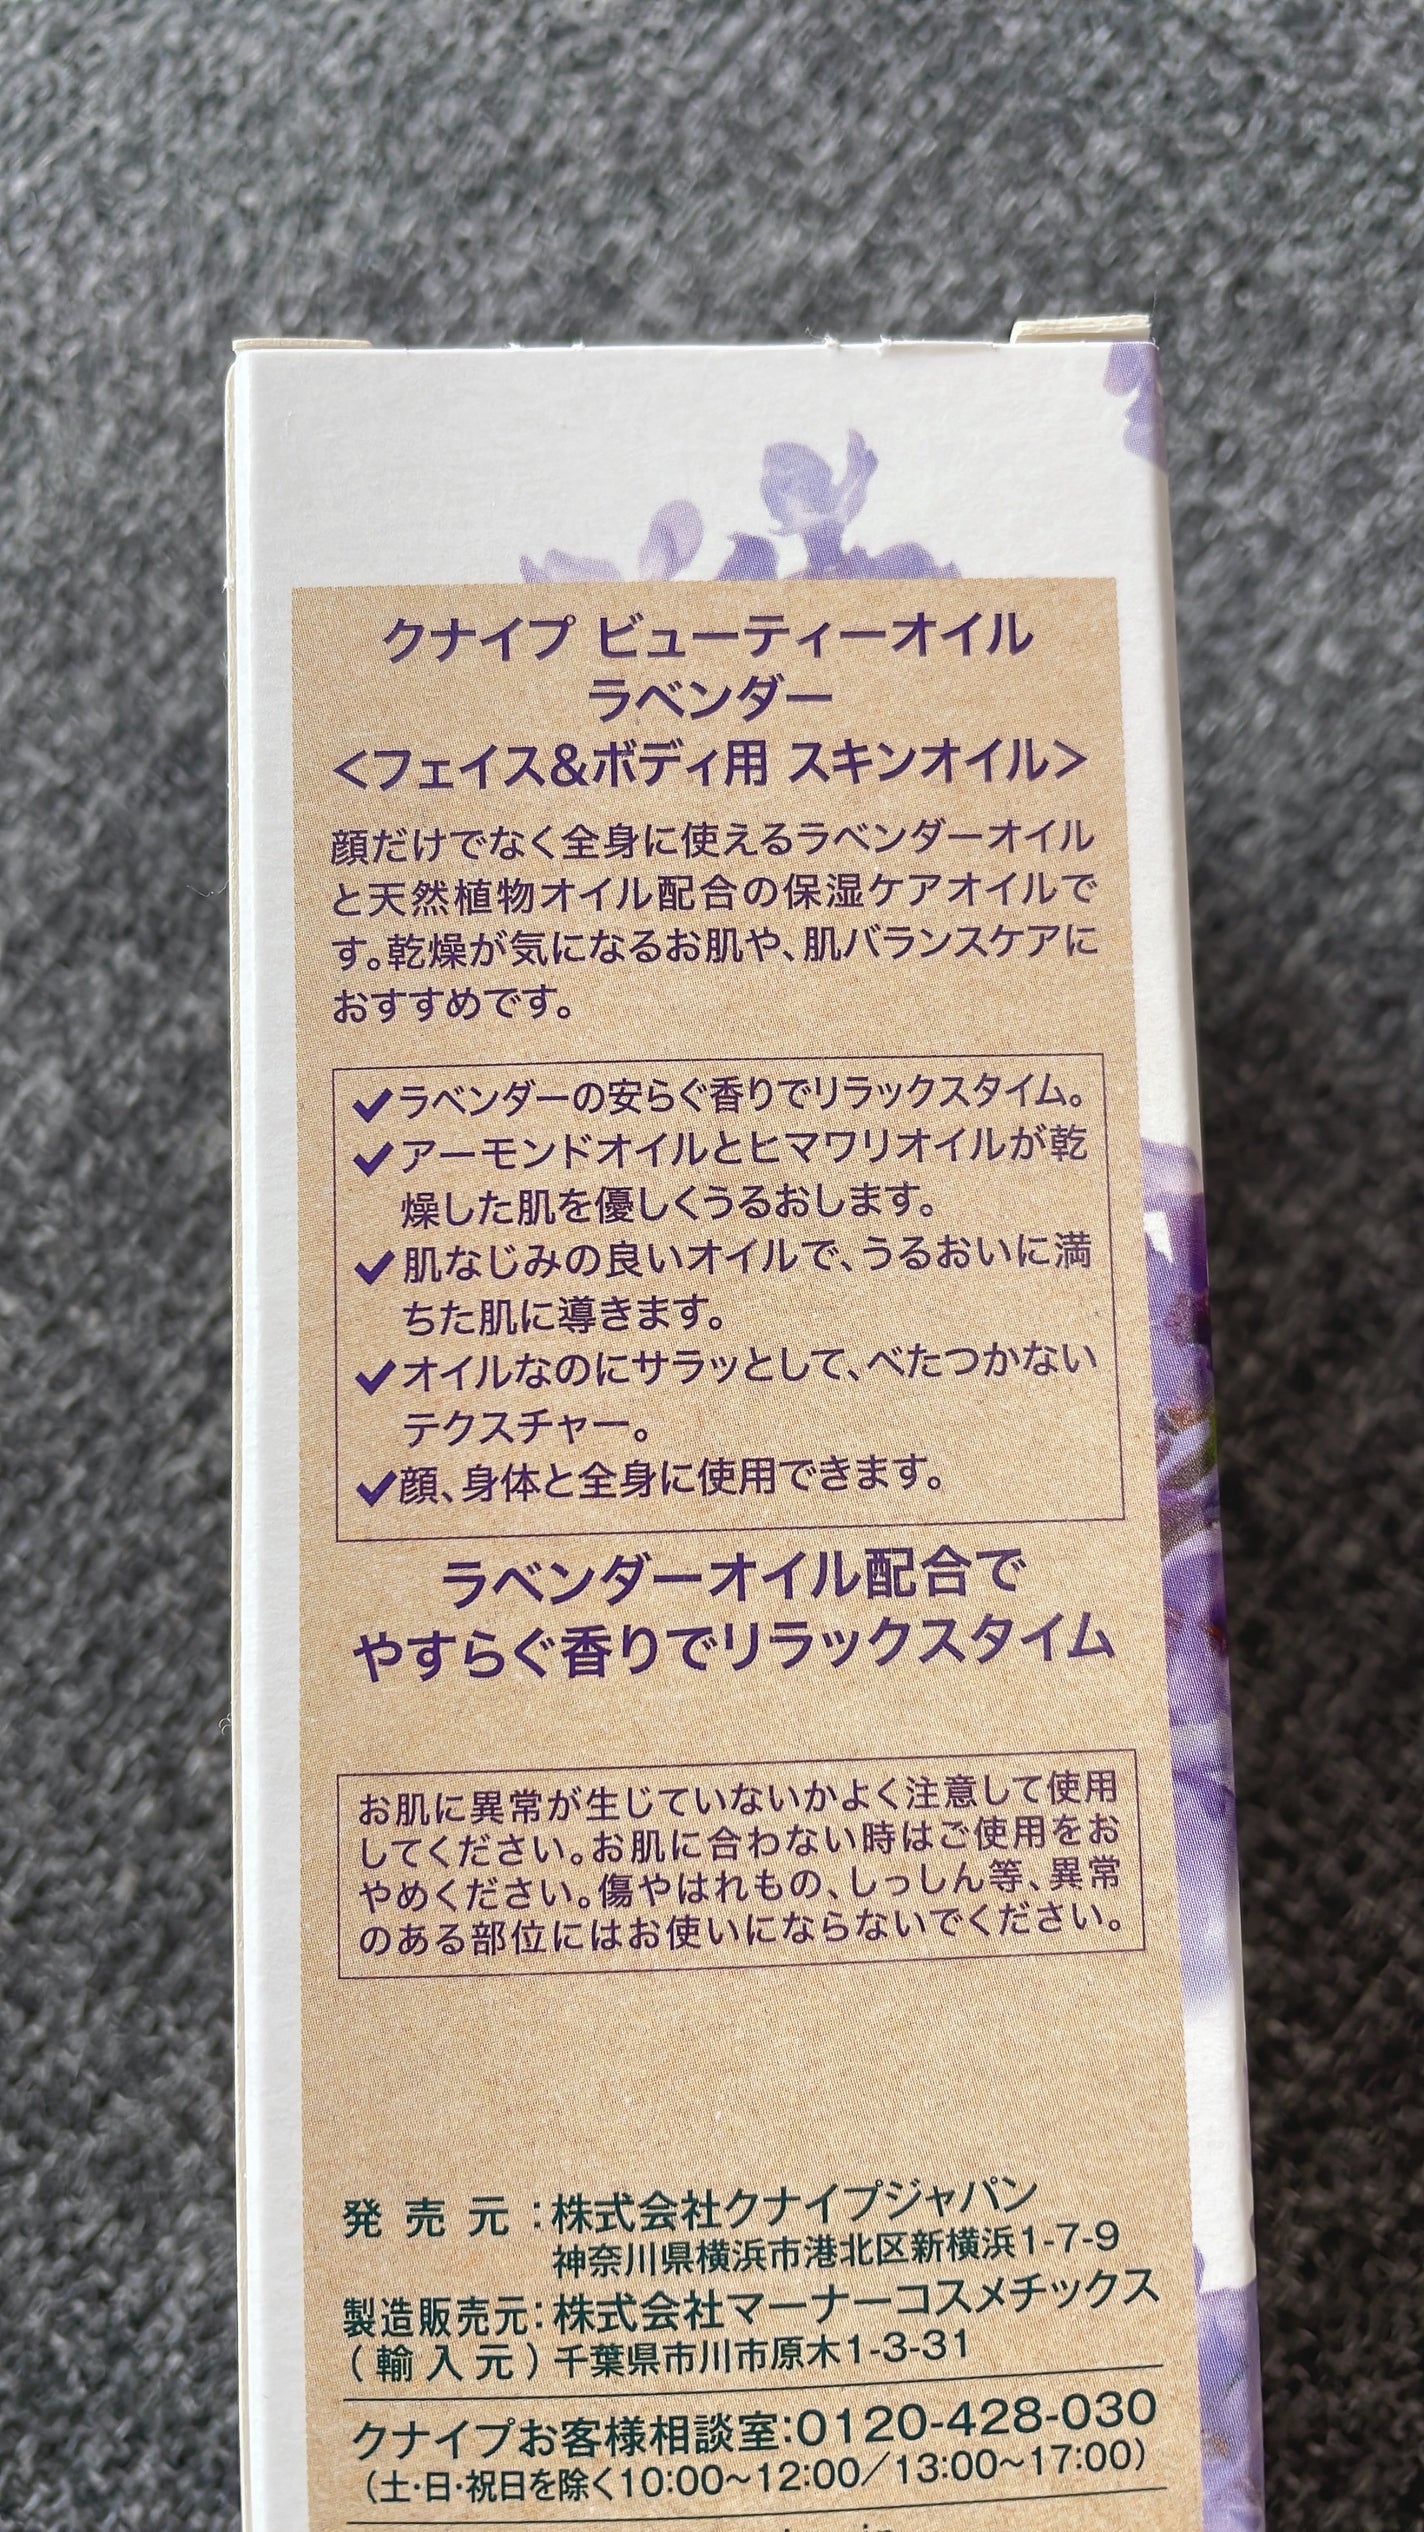 クナイプ ビューティーオイル
ラベンダー
<フェイス&ボディ用 スキンオイル>
顔だけでなく全身に使えるラベンダーオイル
と天然植物オイル配合の保湿ケアオイルで
す。乾燥が気になるお肌や、肌バランスケアに
おすすめです。
✓ラベンダーの安らぐ香りでリラックスタイム。
✓アーモンドオイルとヒマワリオイルが乾
燥した肌を優しくうるおします。
✓肌なじみの良いオイルで、うるおいに満
ちた肌に導きます。
✓オイルなのにサラッとして、べたつかない
テクスチャー。
✓顔、身体と全身に使用できます。
ラベンダーオイル配合で
やすらぐ香りでリラックスタイム
お肌に異常が生じていないかよく注意して使用
してください。お肌に合わない時はご使用をお
やめください。傷やはれもの、しっしん等、異常
のある部位にはお使いにならないでください。
発売元:株式会社クナイプジャパン
神奈川県横浜市港北区新横浜1-7-9
製造販売元:株式会社マーナーコスメチックス
(輸入元)千葉県市川市原木1-3-31
クナイプお客様相談室:0120-428-030
(土・日・祝日を除く10:00~12:00/13:00~17:00)